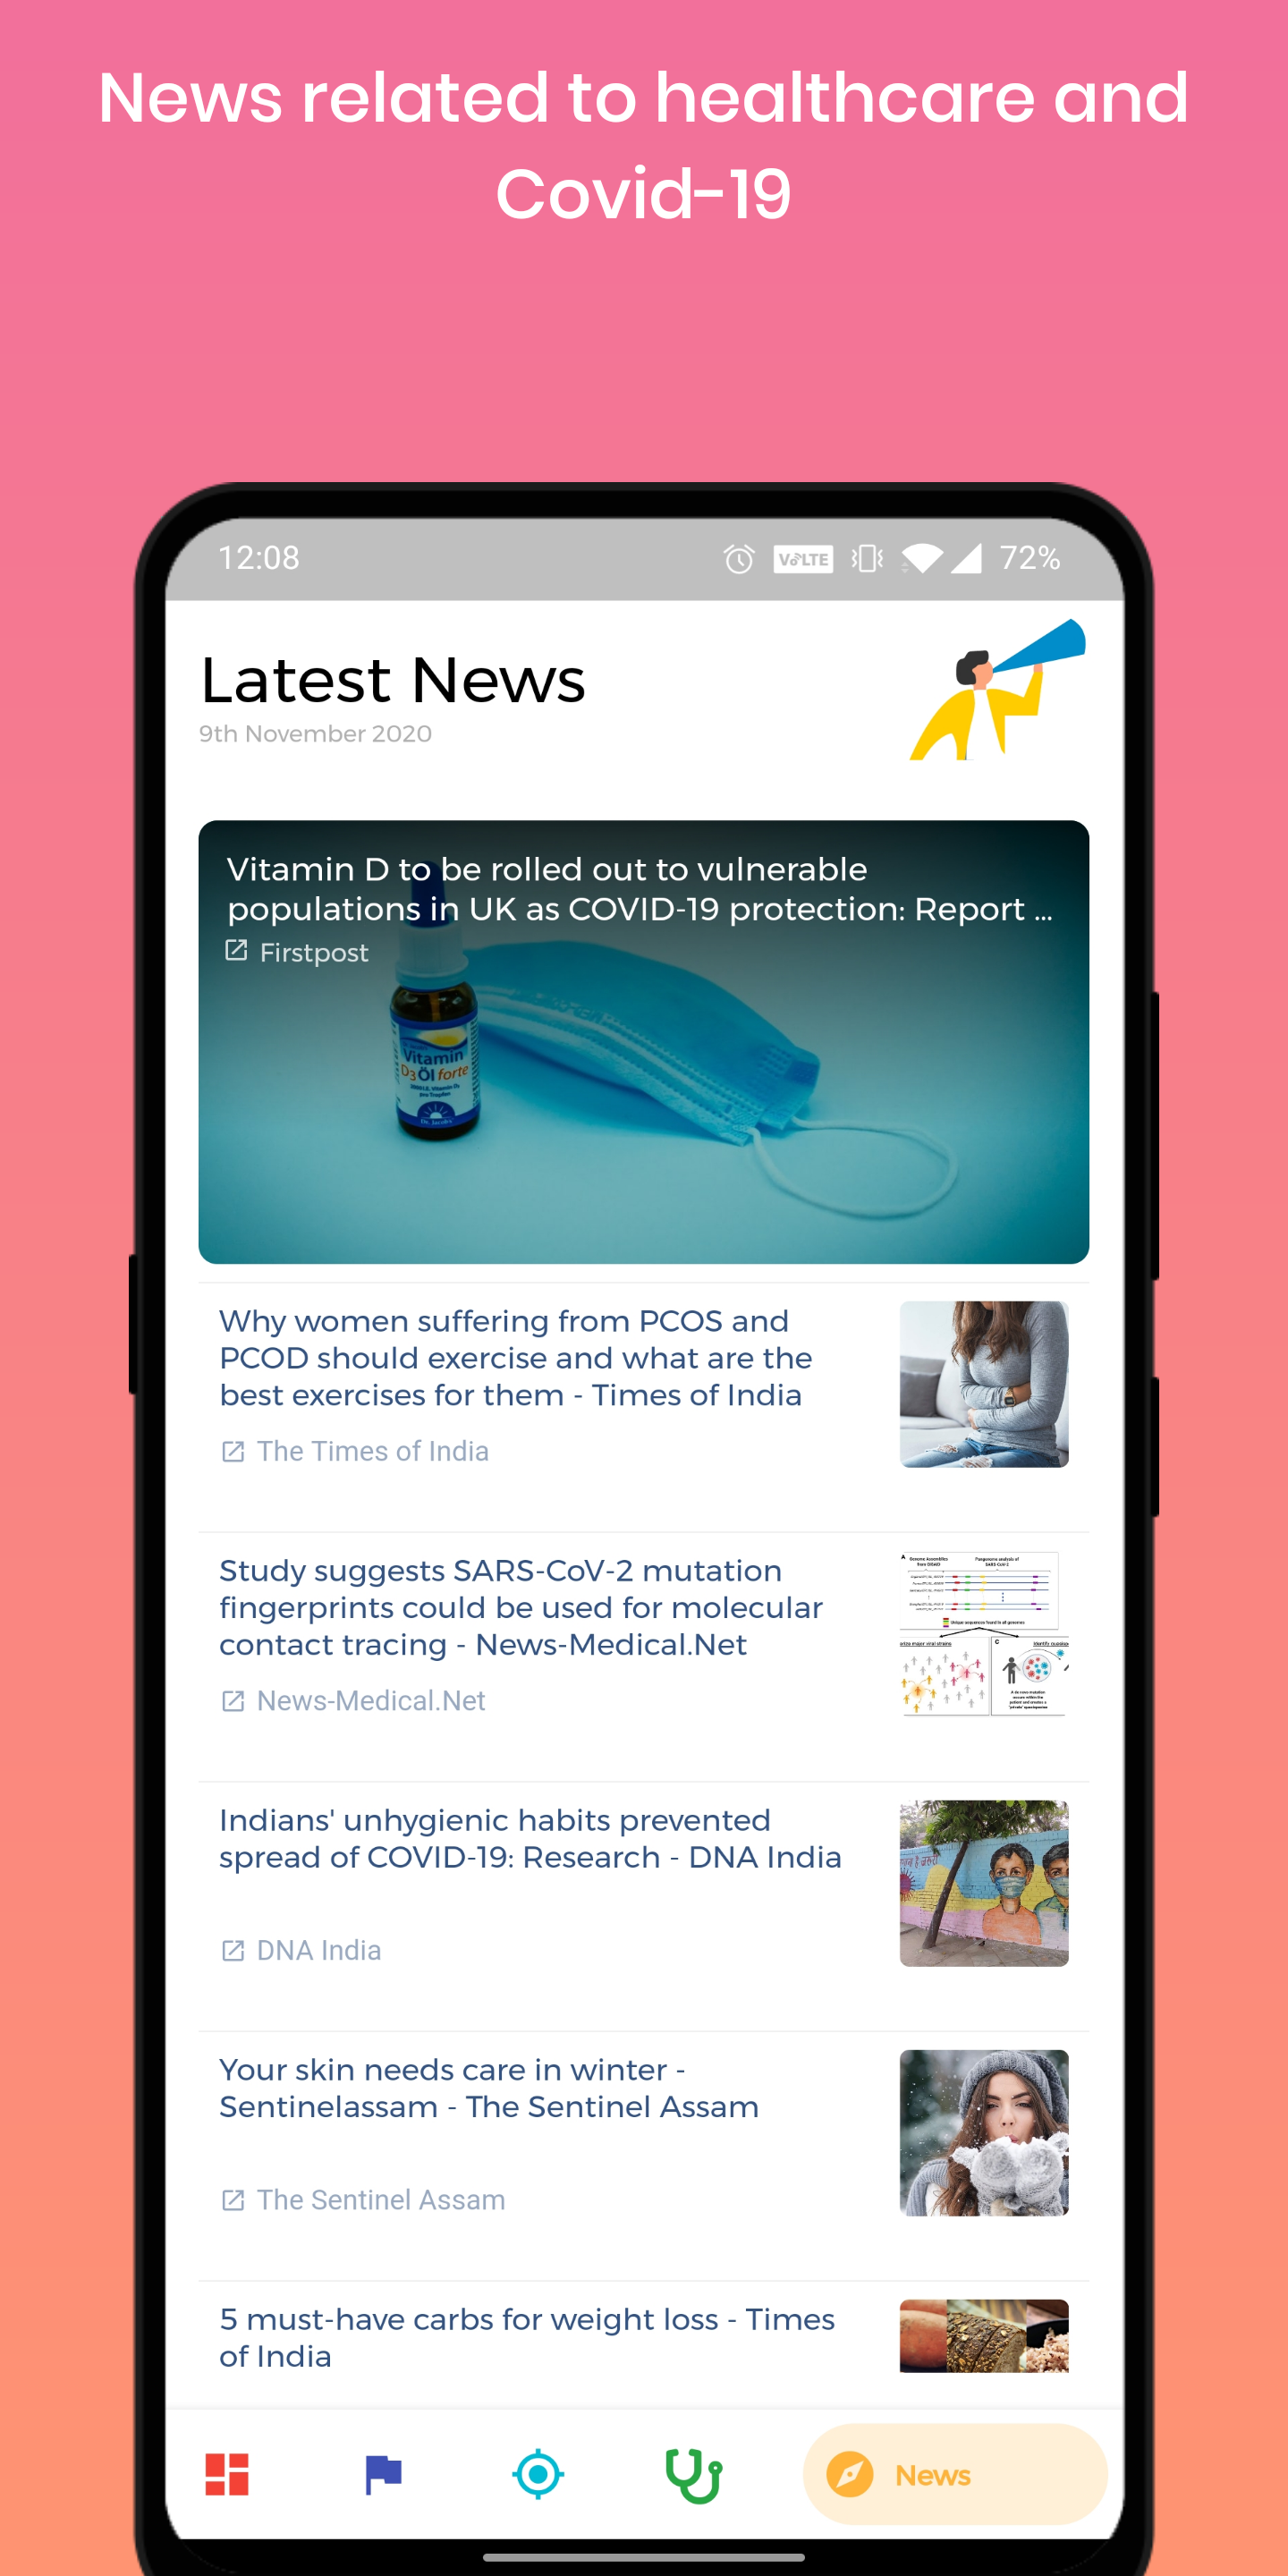 News related to healthcare and
Covid-19
12:08
VoLTE
72%
Latest News
9th November 2020
Vitamin D to be rolled out to vulnerable
populations in UK as COVID-19 protection: Report ...
Firstpost
Vitamin
D3 Öl forte
Why women suffering from PCOS and
PCOD should exercise and what are the
best exercises for them - Times of India
The Times of India
Study suggests SARS-CoV-2 mutation
fingerprints could be used for molecular
contact tracing - News-Medical.Net
News-Medical.Net
Indians' unhygienic habits prevented
spread of COVID-19: Research - DNA India
DNA India
Your skin needs care in winter -
Sentinelassam - The Sentinel Assam
The Sentinel Assam
5 must-have carbs for weight loss - Times
of India
News